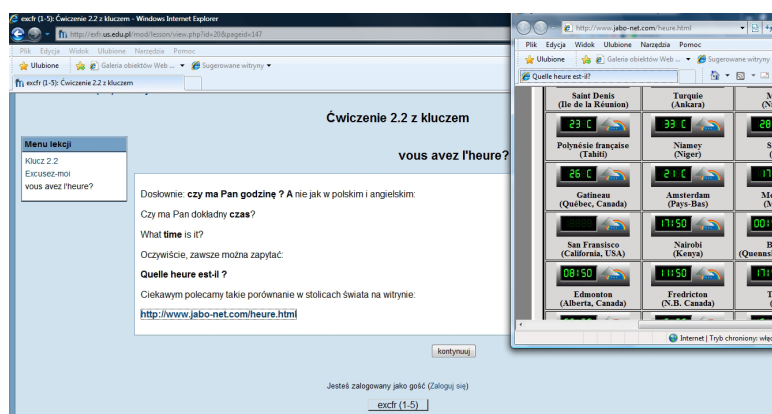 excfr (1-5): Ćwiczenie 2.2 z kluczem - Windows Internet Explorer
http://exfr.us.edu.pl/mod/lesson/view.php?id=20&pageid=147
Plik Edycja Widok Ulubione Narzędzia Pomoc
Ulubione Galeria obiektów Web ... Sugerowane witryny
excfr (1-5): Ćwiczenie 2.2 z kluczem
Ćwiczenie 2.2 z kluczem
Menu lekcji
Klucz 2.2
Excusez-moi
vous avez l'heure?
vous avez l'heure?
Dosłownie: czy ma Pan godzinę ? A nie jak w polskim i angielskim:
Czy ma Pan dokładny czas?
What time is it?
Oczywiście, zawsze można zapytać:
Quelle heure est-il ?
Ciekawym polecamy takie porównanie w stolicach świata na witrynie:
http://www.jabo-net.com/heure.html
kontynuuj
Jesteś zalogowany jako gość (Zaloguj się)
excfr (1-5)
http://www.jabo-net.com/heure.html
Plik Edycja Widok Ulubione Narzędzia Pomoc
Ulubione Galeria obiektów Web ... Sugerowane witryny
Quelle heure est-il?
Saint Denis Turquie
(Ile de la Réunion) (Ankara)
23 C 33 C 28
Polynésie française Niamey
(Tahiti) (Niger)
26 C 21 C
Gatineau Amsterdam
(Québec, Canada) (Pays-Bas)
17:50 00:
San Fransisco Nairobi
(California, USA) (Kenya) (Queensl
08:50 11:50 17:
Edmonton Fredricton
(Alberta, Canada) (N.B. Canada)
Internet | Tryb chroniony: włąc